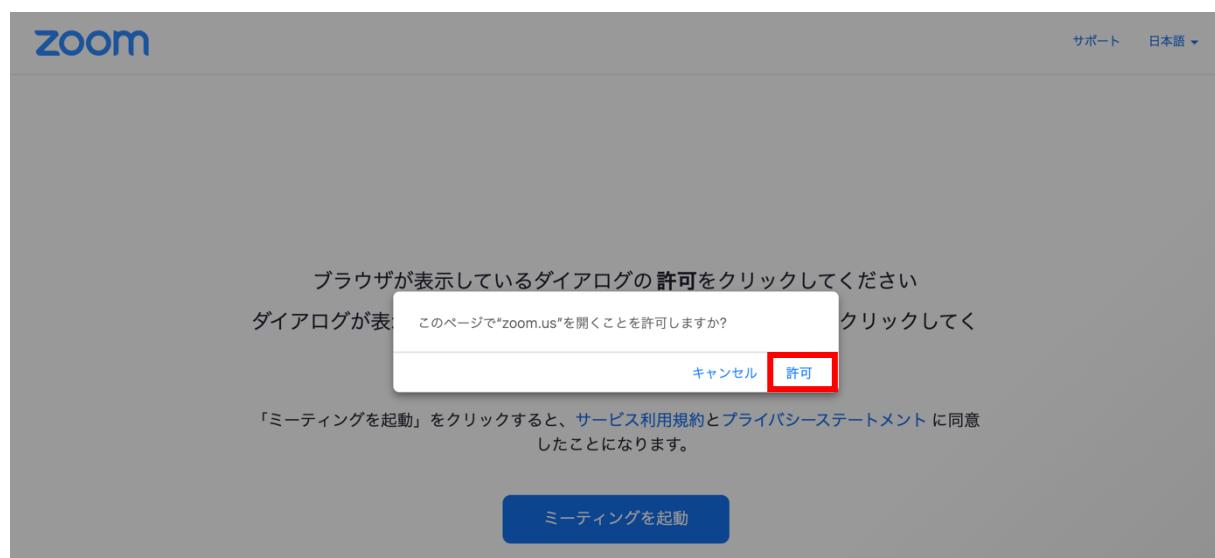 zoom
サポート 日本語
ブラウザが表示しているダイアログの 許可をクリックしてください
ダイアログが表 クリックしてく
このページで“zoom.us”を開くことを許可しますか?
キャンセル 許可
「ミーティングを起動」をクリックすると、サービス利用規約とプライバシーステートメント に同意
したことになります。
ミーティングを起動